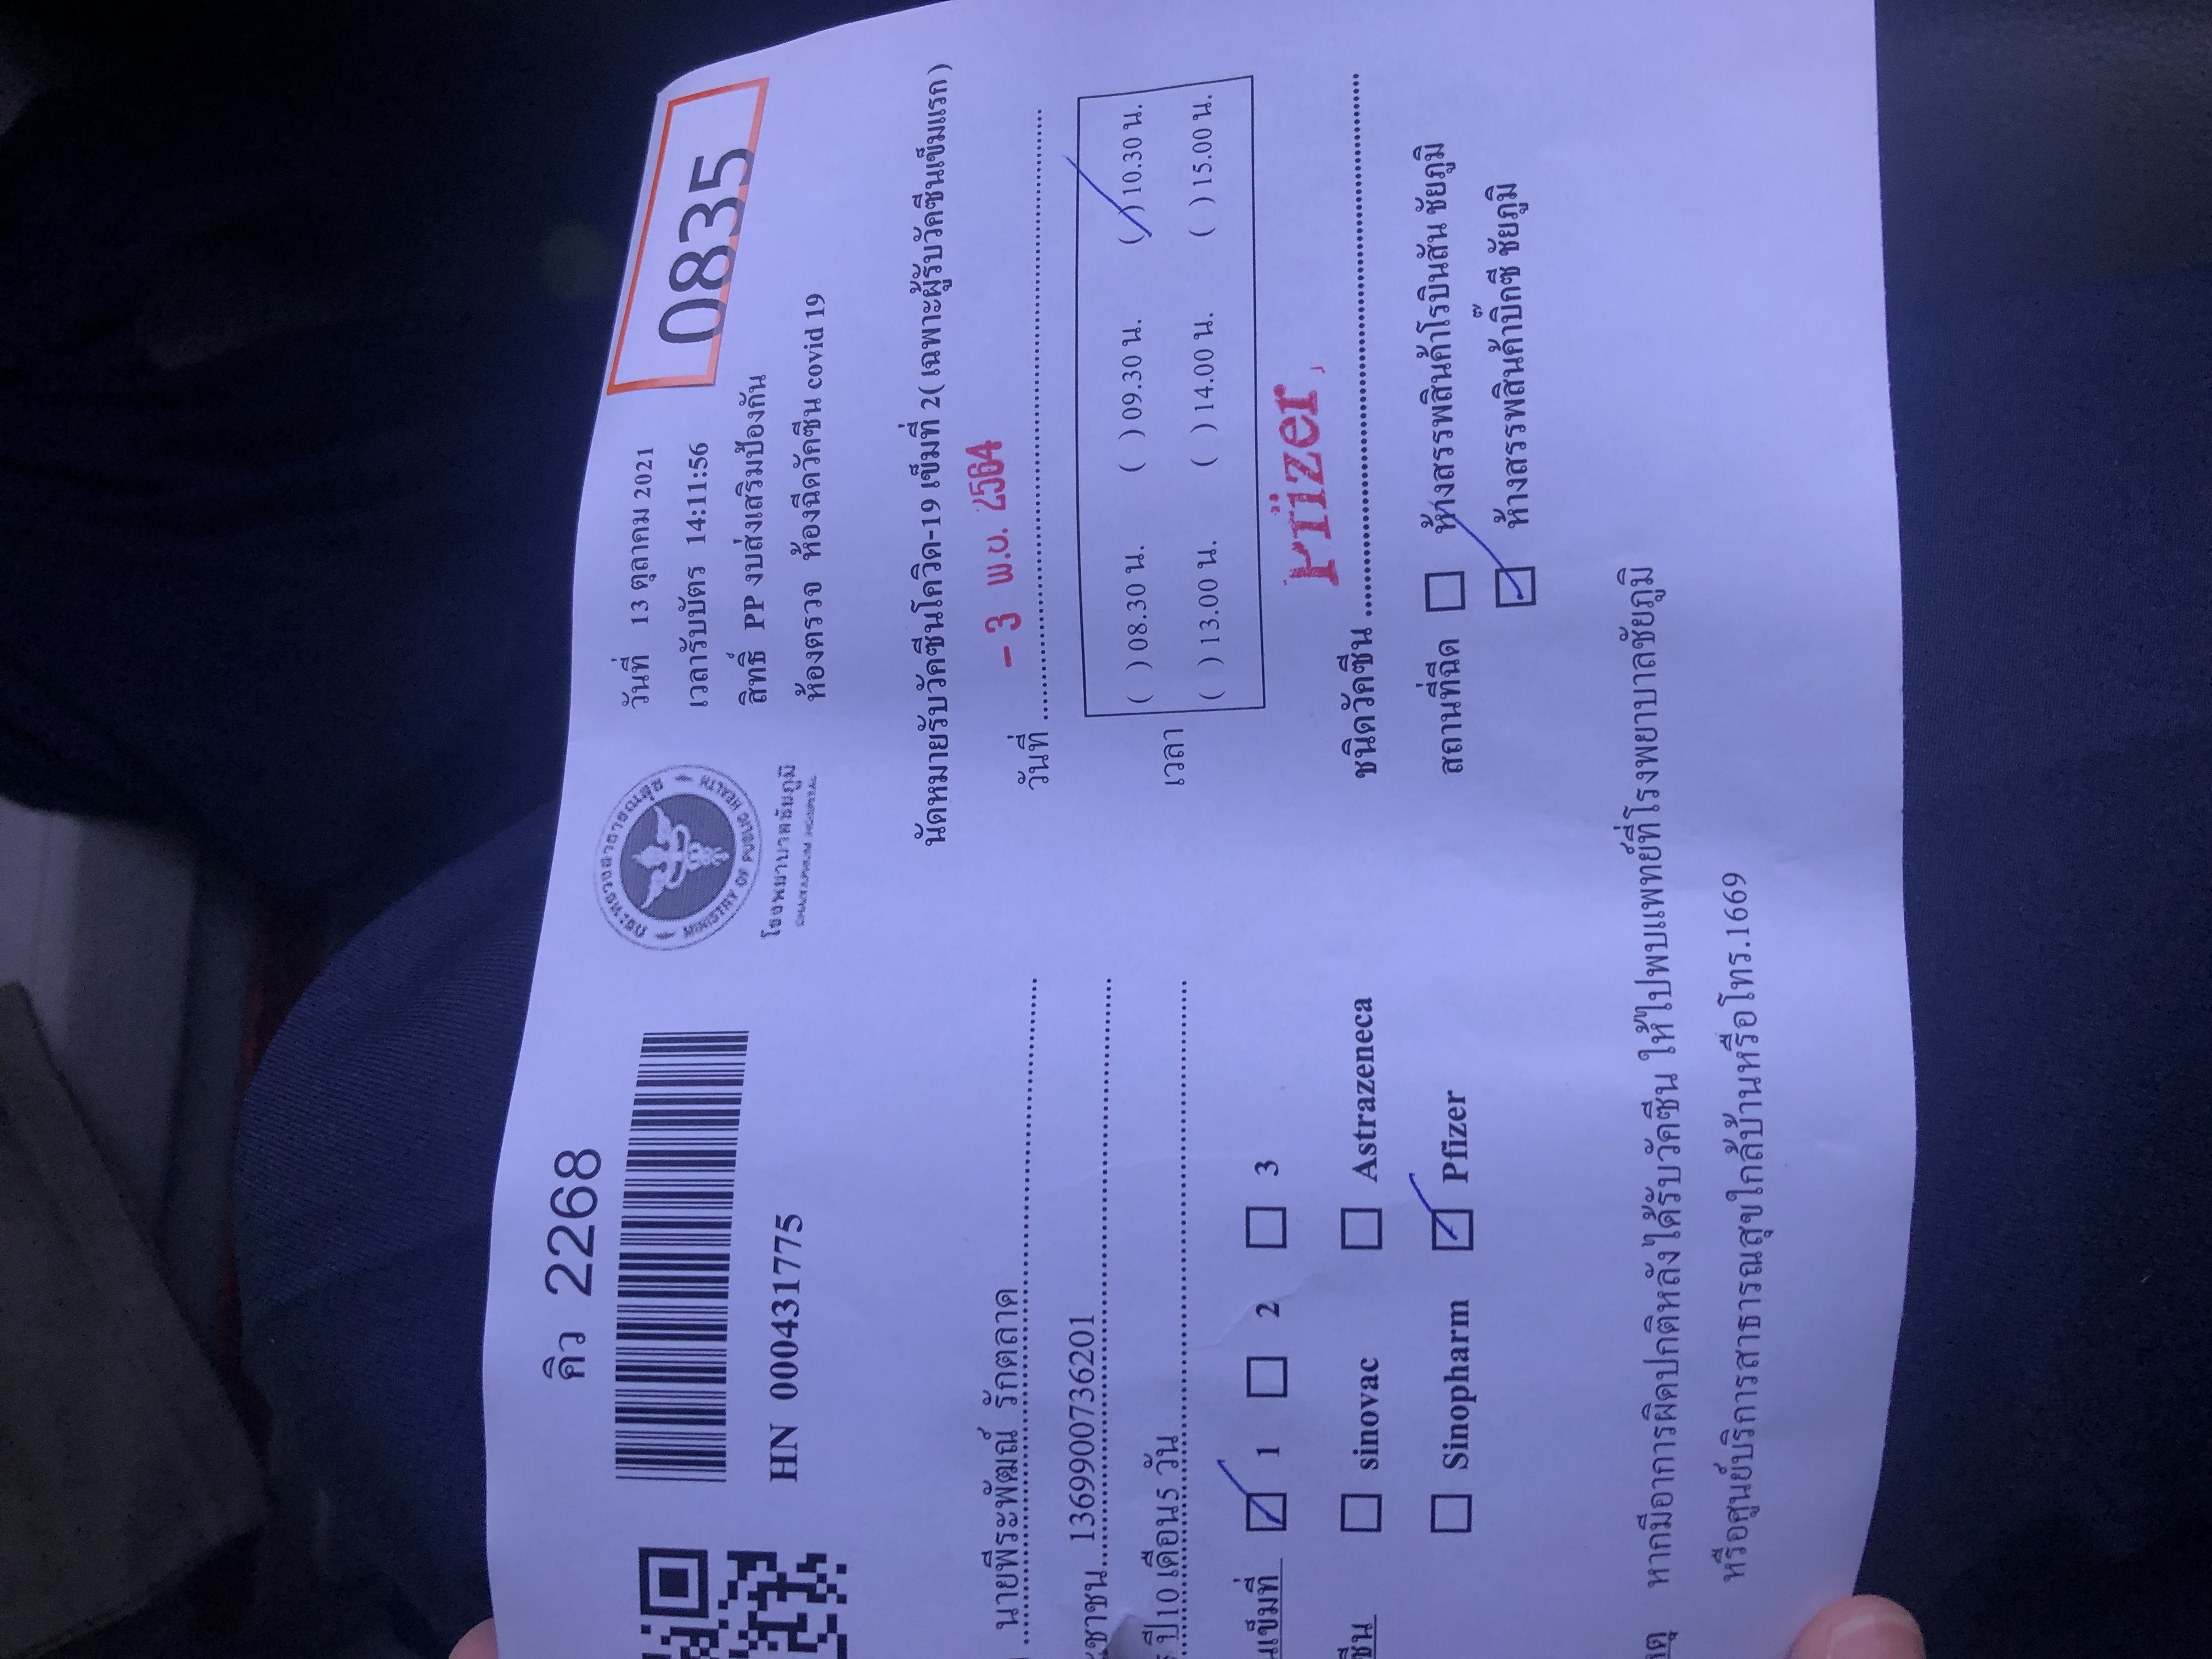 คิว 2268
HN 000431775
กระทรวงสาธารณสุข
MINISTRY OF PUBLIC HEALTH
โรงพยาบาลชัยภูมิ
CHAIYAPHUM HOSPITAL
วันที่ 13 ตุลาคม 2021
เวลารับบัตร 14:11:56
สิทธิ์ PP งบส่งเสริมป้องกัน
ห้องตรวจ ห้องฉีดวัคซีน covid 19
0835
นายพีระพัฒณ์ รักตลาด
ะชาชน 1369900736201
ปี10 เดือน5 วัน
นเข็มที่ 1 2 3
ซีน sinovac Astrazeneca
Sinopharm Pfizer
นัดหมายรับวัคซีนโควิด-19 เข็มที่ 2( เฉพาะผู้รับวัคซีนเข็มแรก )
วันที่ - 3 พ.ย. 2564
เวลา
( ) 08.30 น. ( ) 09.30 น. ( ) 10.30 น.
( ) 13.00 น. ( ) 14.00 น. ( ) 15.00 น.
ชนิดวัคซีน Pfizer
สถานที่ฉีด ห้างสรรพสินค้าโรบินสัน ชัยภูมิ
ห้างสรรพสินค้าบิ๊กซี ชัยภูมิ
หากมีอาการผิดปกติหลังได้รับวัคซีน ให้ไปพบแพทย์ที่โรงพยาบาลชัยภูมิ
หรือศูนย์บริการสาธารณสุขใกล้บ้านหรือโทร.1669